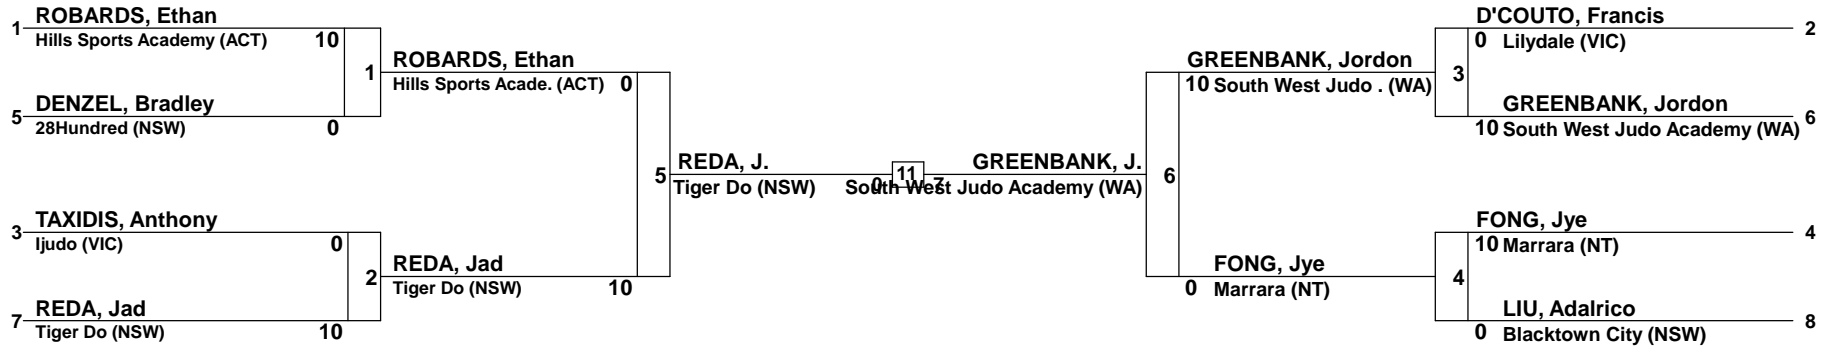 1
ROBARDS, Ethan
Hills Sports Academy (ACT) 10
5
DENZEL, Bradley
28Hundred (NSW) 0
1
ROBARDS, Ethan
Hills Sports Acade. (ACT) 0
3
TAXIDIS, Anthony
Ijudo (VIC) 0
7
REDA, Jad
Tiger Do (NSW) 10
2
REDA, Jad
Tiger Do (NSW) 10
5
REDA, J.
Tiger Do (NSW) 0
11
GREENBANK, J.
7 South West Judo Academy (WA)
6
GREENBANK, Jordon
10 South West Judo . (WA)
3
D'COUTO, Francis
2
0 Lilydale (VIC)
GREENBANK, Jordon
6
10 South West Judo Academy (WA)
FONG, Jye
0 Marrara (NT)
4
FONG, Jye
4
10 Marrara (NT)
LIU, Adalrico
8
0 Blacktown City (NSW)